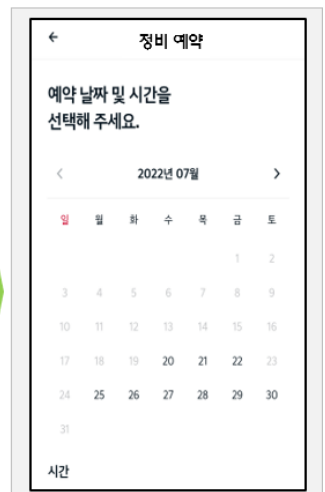 ← 정비 예약
예약 날짜 및 시간을
선택해 주세요.
< 2022년 07월 >
일 월 화 수 목 금 토
1 2
3 4 5 6 7 8 9
10 11 12 13 14 15 16
17 18 19 20 21 22 23
24 25 26 27 28 29 30
31
시간